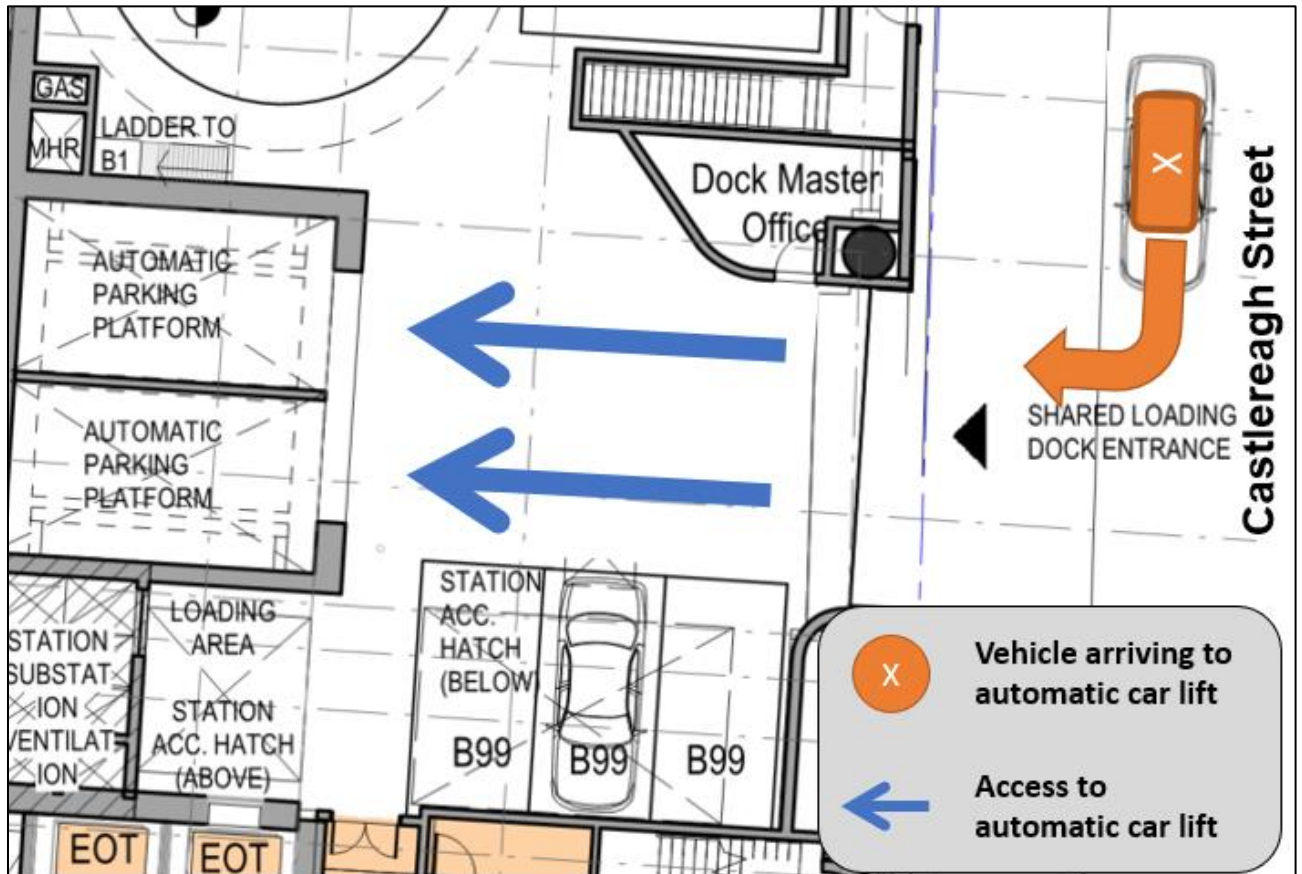 GAS
MHR
LADDER TO
B1
Dock Master
Office
X
Castlereagh Street
AUTOMATIC
PARKING
PLATFORM
AUTOMATIC
PARKING
PLATFORM
SHARED LOADING
DOCK ENTRANCE
STATION
ACC.
HATCH
(BELOW)
B99
B99
B99
LOADING
AREA
STATION
ACC. HATCH
(ABOVE)
STATION
SUBSTAT
ION
VENTILAT
ION
EOT
EOT
X
Vehicle arriving to
automatic car lift
Access to
automatic car lift